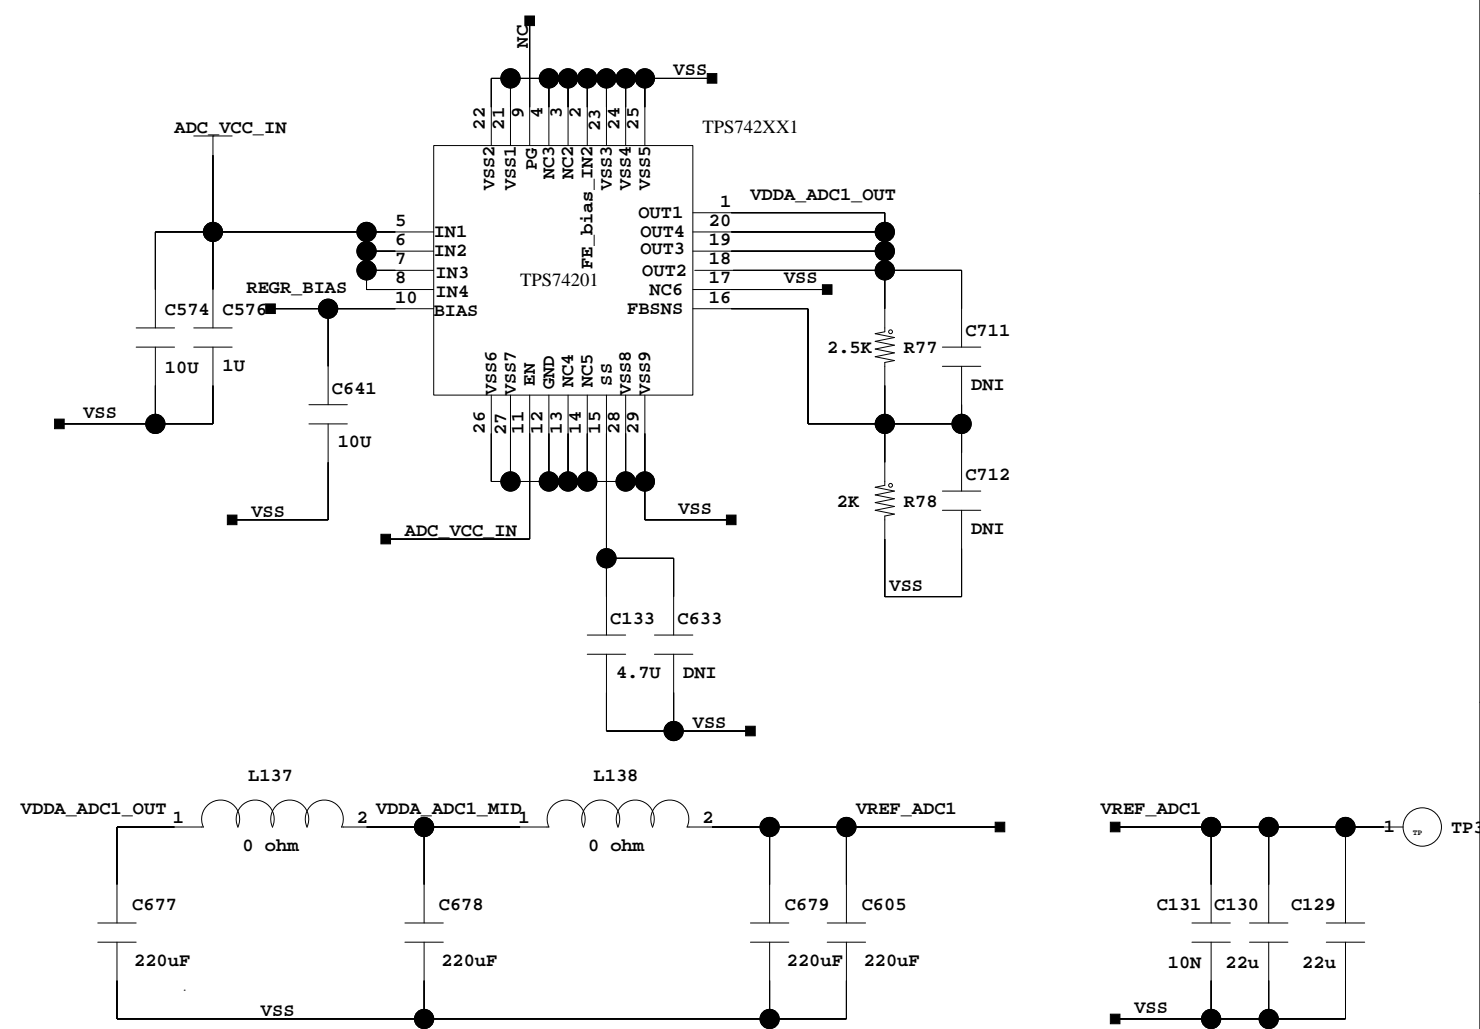 NC
VSS
22
21
9
4
3
2
23
24
25
TPS742XX1
ADC_VCC_IN
VSS2
VSS1
PG
NC3
NC2
FE_bias_IN2
VSS3
VSS4
VSS5
VDDA_ADC1_OUT
5 IN1
6 IN2
7 IN3
8 IN4
10 BIAS
OUT1 1
OUT4 20
OUT3 19
OUT2 18
NC6 17 VSS
FBSNS 16
TPS74201
REGR_BIAS
C574
10U
C576
1U
VSS
C641
10U
VSS
C711
2.5K R77
DNI
VSS6
VSS7
EN
GND
NC4
NC5
SS
VSS8
VSS9
26
27
11
12
13
14
15
28
29
VSS
ADC_VCC_IN
C712
2K R78
DNI
VSS
C133 C633
4.7U DNI
VSS
L137 L138
VDDA_ADC1_OUT 1 2 VDDA_ADC1_MID 1 2 VREF_ADC1
0 ohm 0 ohm
VREF_ADC1 1 TP TP3
C677 C678 C679 C605
220uF 220uF 220uF 220uF
VSS
C131 C130 C129
10N 22u 22u
VSS